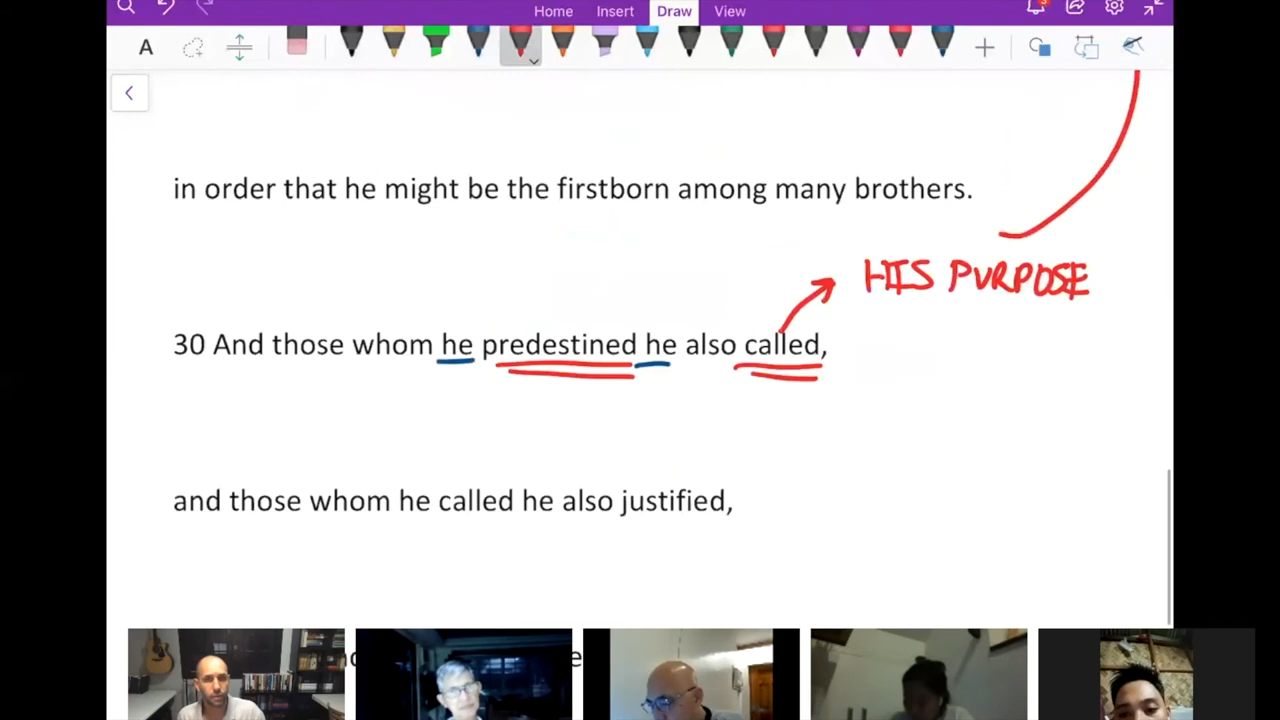 Home Insert Draw View
A
in order that he might be the firstborn among many brothers.
HIS PURPOSE
30 And those whom he predestined he also called,
and those whom he called he also justified,